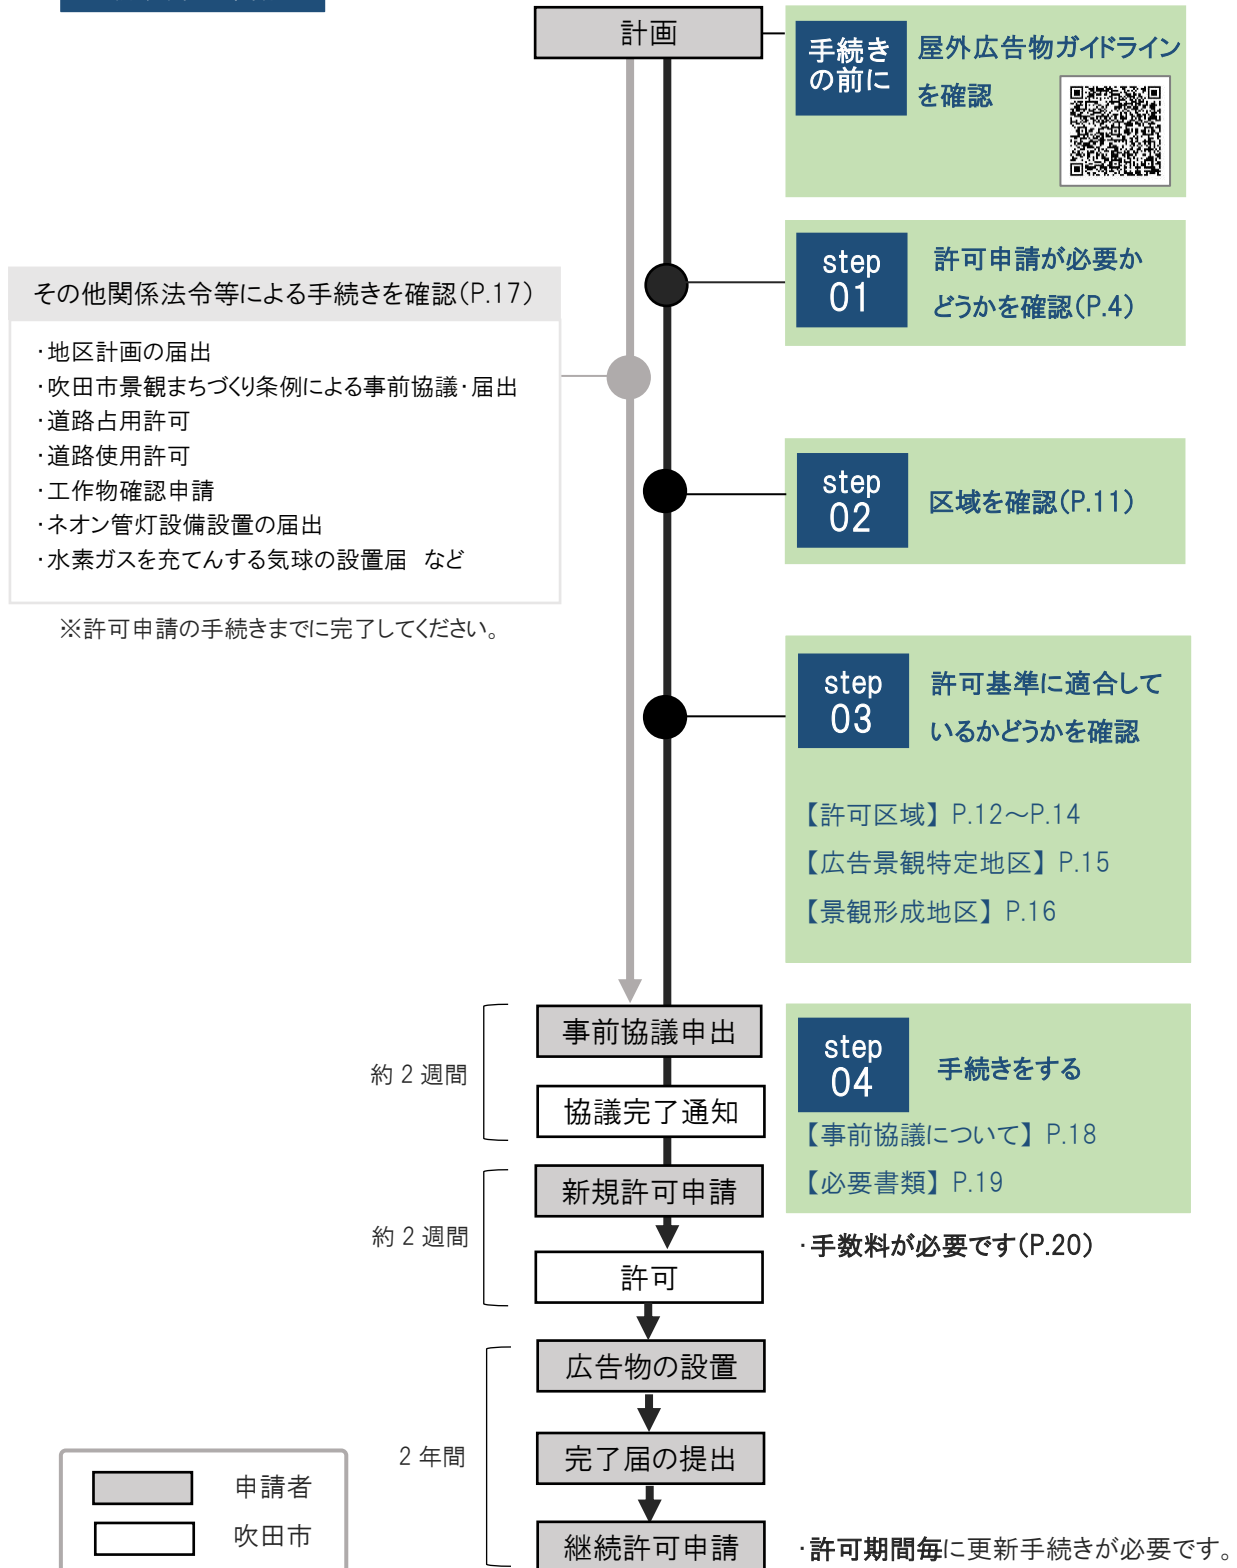 計画
手続き
の前に
屋外広告物ガイドライン
を確認
step
01
許可申請が必要か
どうかを確認(P.4)
その他関係法令等による手続きを確認(P.17)
・地区計画の届出
・吹田市景観まちづくり条例による事前協議・届出
・道路占用許可
・道路使用許可
・工作物確認申請
・ネオン管灯設備設置の届出
・水素ガスを充てんする気球の設置届　など
※許可申請の手続きまでに完了してください。
step
02
区域を確認(P.11)
step
03
許可基準に適合して
いるかどうかを確認
【許可区域】 P.12～P.14
【広告景観特定地区】 P.15
【景観形成地区】 P.16
約 2 週間
事前協議申出
協議完了通知
step
04
手続きをする
【事前協議について】 P.18
【必要書類】 P.19
約 2 週間
新規許可申請
許可
・手数料が必要です(P.20)
2 年間
広告物の設置
完了届の提出
継続許可申請
・許可期間毎に更新手続きが必要です。
申請者
吹田市